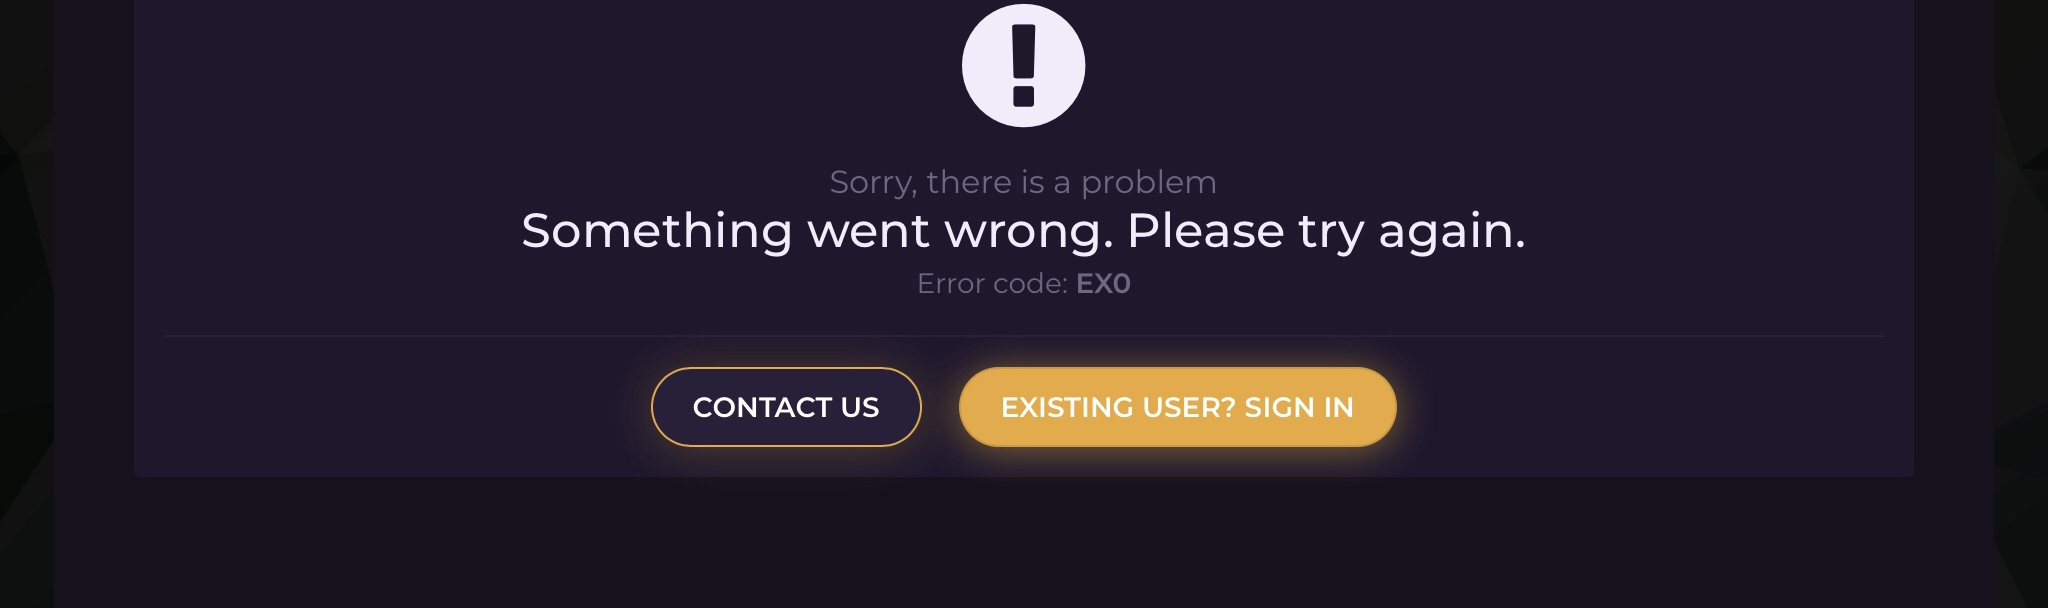 Sorry, there is a problem
Something went wrong. Please try again.
Error code: EX0
CONTACT US
EXISTING USER? SIGN IN